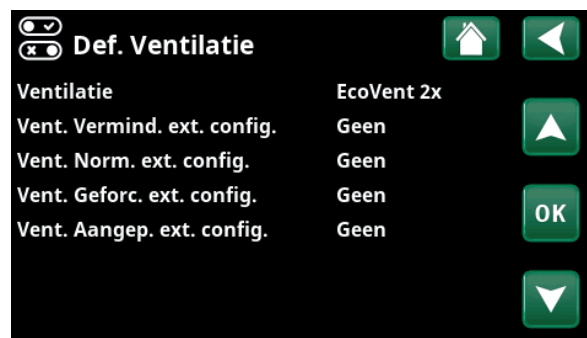 Def. Ventilatie
Ventilatie EcoVent 2x
Vent. Vermind. ext. config. Geen
Vent. Norm. ext. config. Geen
Vent. Geforc. ext. config. Geen
Vent. Aangep. ext. config. Geen
OK